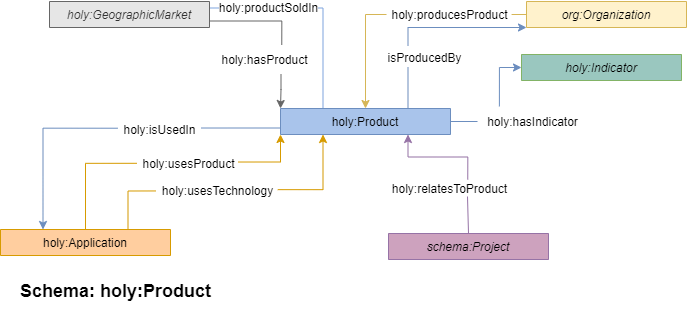 holy:GeographicMarket
holy:productSoldIn
holy:producesProduct
org:Organization
holy:hasProduct
isProducedBy
holy:Indicator
holy:isUsedIn
holy:Product
holy:hasIndicator
holy:usesProduct
holy:usesTechnology
holy:relatesToProduct
holy:Application
schema:Project
Schema: holy:Product